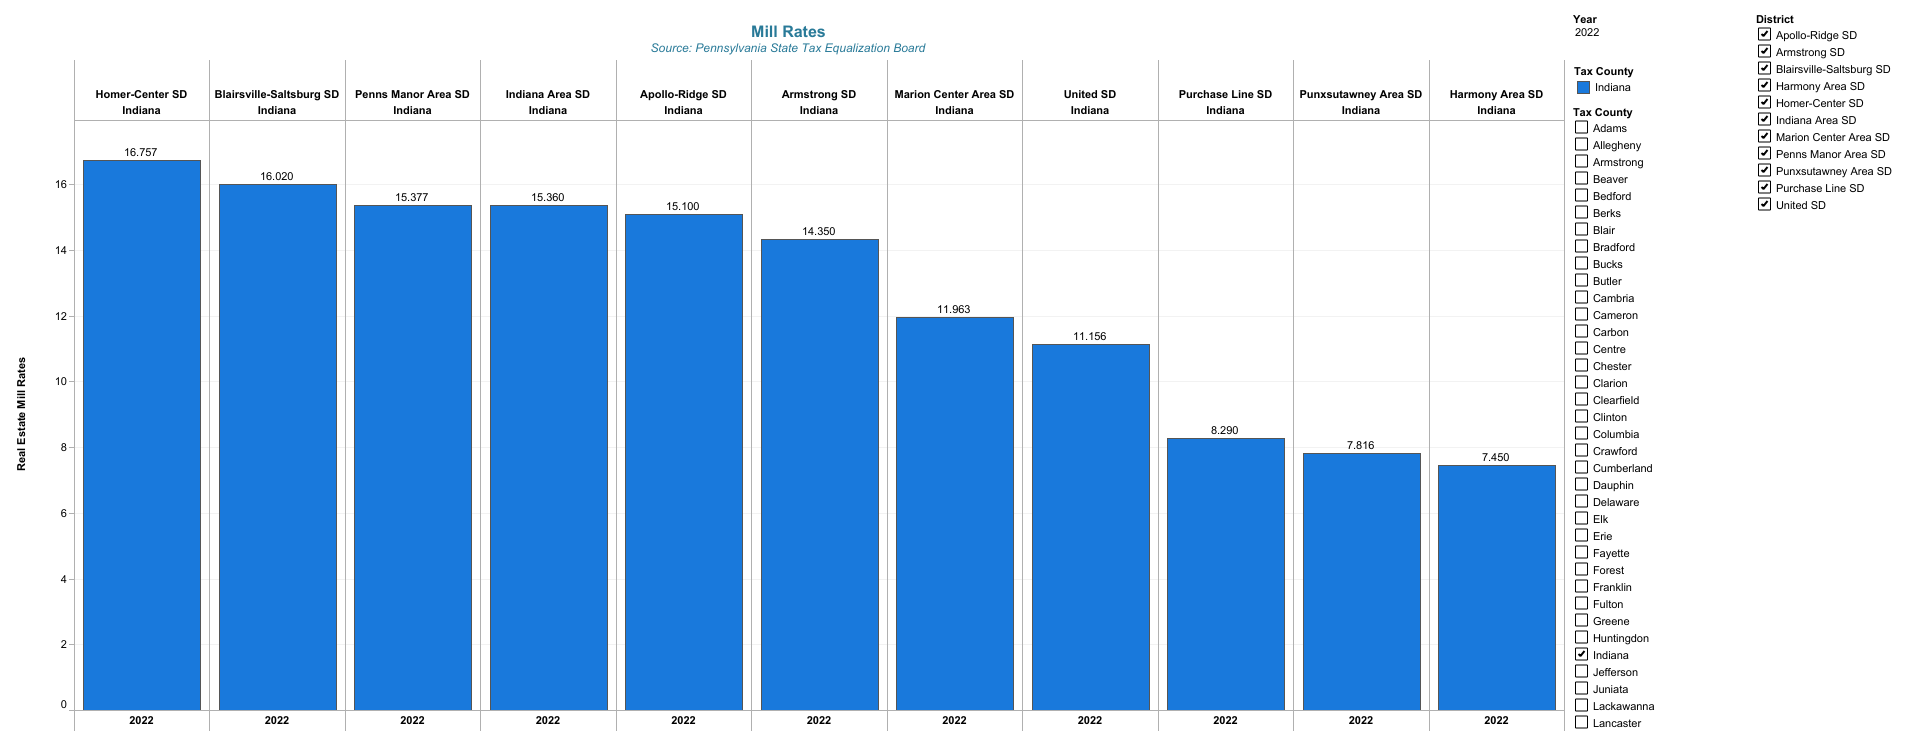 Mill Rates
Source: Pennsylvania State Tax Equalization Board
Homer-Center SD
Indiana
Blairsville-Saltsburg SD
Indiana
Penns Manor Area SD
Indiana
Indiana Area SD
Indiana
Apollo-Ridge SD
Indiana
Armstrong SD
Indiana
Marion Center Area SD
Indiana
United SD
Indiana
Purchase Line SD
Indiana
Punxsutawney Area SD
Indiana
Harmony Area SD
Indiana
Real Estate Mill Rates
16
14
12
10
8
6
4
2
0
16.757
16.020
15.377
15.360
15.100
14.350
11.963
11.156
8.290
7.816
7.450
2022
2022
2022
2022
2022
2022
2022
2022
2022
2022
2022
Year
2022
Tax County
Indiana
Tax County
Adams
Allegheny
Armstrong
Beaver
Bedford
Berks
Blair
Bradford
Bucks
Butler
Cambria
Cameron
Carbon
Centre
Chester
Clarion
Clearfield
Clinton
Columbia
Crawford
Cumberland
Dauphin
Delaware
Elk
Erie
Fayette
Forest
Franklin
Fulton
Greene
Huntingdon
Indiana
Jefferson
Juniata
Lackawanna
Lancaster
District
Apollo-Ridge SD
Armstrong SD
Blairsville-Saltsburg SD
Harmony Area SD
Homer-Center SD
Indiana Area SD
Marion Center Area SD
Penns Manor Area SD
Punxsutawney Area SD
Purchase Line SD
United SD